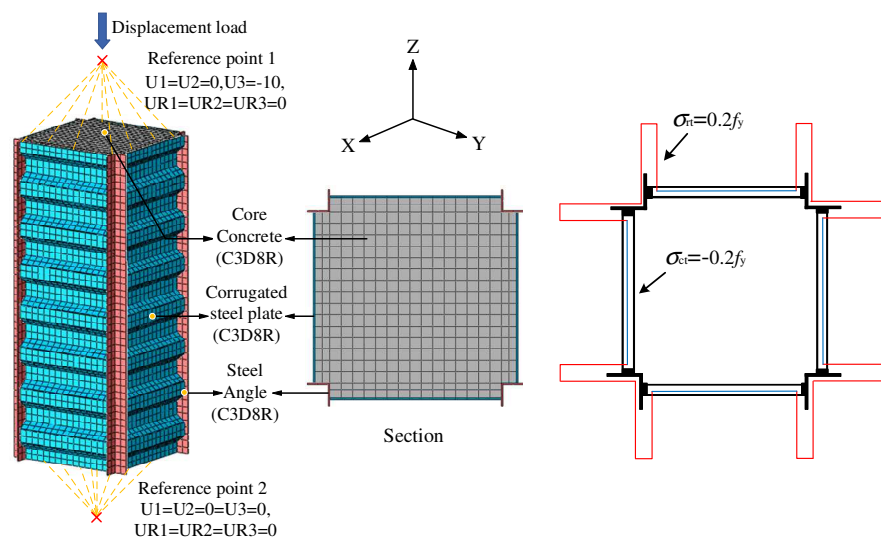 Displacement load
Reference point 1
U1=U2=0,U3=-10,
UR1=UR2=UR3=0
Z
X
Y
Core
Concrete
(C3D8R)
Corrugated
steel plate
(C3D8R)
Steel
Angle
(C3D8R)
Section
Reference point 2
U1=U2=0=U3=0,
UR1=UR2=UR3=0
σrt=0.2fy
σct=-0.2fy